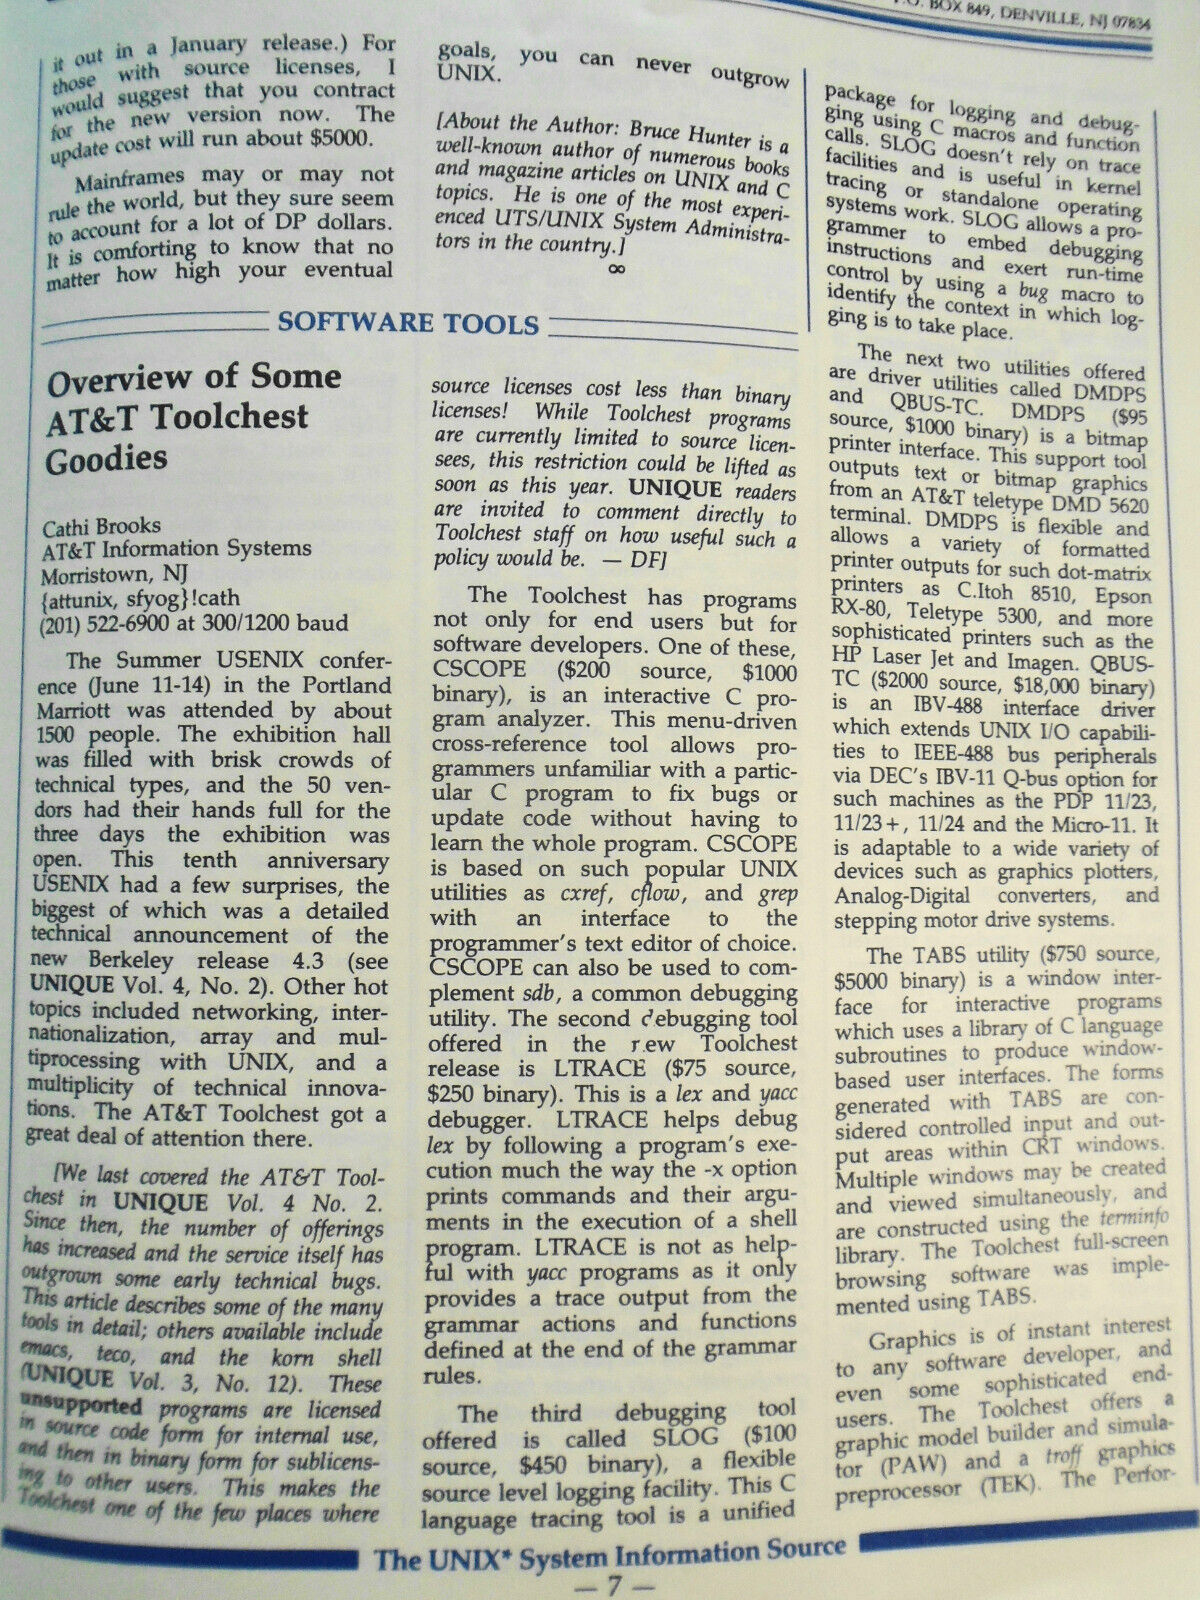 P.O. BOX 849, DENVILLE, NJ 07834
it out in a January release.) For
those with source licenses, I
would suggest that you contract
for the new version now. The
update cost will run about $5000.
Mainframes may or may not
rule the world, but they sure seem
to account for a lot of DP dollars.
It is comforting to know that no
matter how high your eventual
goals, you can never outgrow
UNIX.
[About the Author: Bruce Hunter is a
well-known author of numerous books
and magazine articles on UNIX and C
topics. He is one of the most experi-
enced UTS/UNIX System Administra-
tors in the country.]
∞
SOFTWARE TOOLS
Overview of Some
AT&T Toolchest
Goodies
Cathi Brooks
AT&T Information Systems
Morristown, NJ
{attunix, sfyog}!cath
(201) 522-6900 at 300/1200 baud
The Summer USENIX confer-
ence (June 11-14) in the Portland
Marriott was attended by about
1500 people. The exhibition hall
was filled with brisk crowds of
technical types, and the 50 ven-
dors had their hands full for the
three days the exhibition was
open. This tenth anniversary
USENIX had a few surprises, the
biggest of which was a detailed
technical announcement of the
new Berkeley release 4.3 (see
UNIQUE Vol. 4, No. 2). Other hot
topics included networking, inter-
nationalization, array and mul-
tiprocessing with UNIX, and a
multiplicity of technical innova-
tions. The AT&T Toolchest got a
great deal of attention there.
[We last covered the AT&T Tool-
chest in UNIQUE Vol. 4 No. 2.
Since then, the number of offerings
has increased and the service itself has
outgrown some early technical bugs.
This article describes some of the many
tools in detail; others available include
emacs, teco, and the korn shell
(UNIQUE Vol. 3, No. 12). These
unsupported programs are licensed
in source code form for internal use,
and then in binary form for sublicens-
ing to other users. This makes the
Toolchest one of the few places where
source licenses cost less than binary
licenses! While Toolchest programs
are currently limited to source licen-
sees, this restriction could be lifted as
soon as this year. UNIQUE readers
are invited to comment directly to
Toolchest staff on how useful such a
policy would be. — DF]
The Toolchest has programs
not only for end users but for
software developers. One of these,
CSCOPE ($200 source, $1000
binary), is an interactive C pro-
gram analyzer. This menu-driven
cross-reference tool allows pro-
grammers unfamiliar with a partic-
ular C program to fix bugs or
update code without having to
learn the whole program. CSCOPE
is based on such popular UNIX
utilities as cxref, cflow, and grep
with an interface to the
programmer's text editor of choice.
CSCOPE can also be used to com-
plement sdb, a common debugging
utility. The second debugging tool
offered in the new Toolchest
release is LTRACE ($75 source,
$250 binary). This is a lex and yacc
debugger. LTRACE helps debug
lex by following a program's exe-
cution much the way the -x option
prints commands and their argu-
ments in the execution of a shell
program. LTRACE is not as help-
ful with yacc programs as it only
provides a trace output from the
grammar actions and functions
defined at the end of the grammar
rules.
The third debugging tool
offered is called SLOG ($100
source, $450 binary), a flexible
source level logging facility. This C
language tracing tool is a unified
package for logging and debug-
ging using C macros and function
calls. SLOG doesn't rely on trace
facilities and is useful in kernel
tracing or standalone operating
systems work. SLOG allows a pro-
grammer to embed debugging
instructions and exert run-time
control by using a bug macro to
identify the context in which log-
ging is to take place.
The next two utilities offered
are driver utilities called DMDPS
and QBUS-TC. DMDPS ($95
source, $1000 binary) is a bitmap
printer interface. This support tool
outputs text or bitmap graphics
from an AT&T teletype DMD 5620
terminal. DMDPS is flexible and
allows a variety of formatted
printer outputs for such dot-matrix
printers as C.Itoh 8510, Epson
RX-80, Teletype 5300, and more
sophisticated printers such as the
HP Laser Jet and Imagen. QBUS-
TC ($2000 source, $18,000 binary)
is an IBV-488 interface driver
which extends UNIX I/O capabili-
ties to IEEE-488 bus peripherals
via DEC's IBV-11 Q-bus option for
such machines as the PDP 11/23,
11/23+, 11/24 and the Micro-11. It
is adaptable to a wide variety of
devices such as graphics plotters,
Analog-Digital converters, and
stepping motor drive systems.
The TABS utility ($750 source,
$5000 binary) is a window inter-
face for interactive programs
which uses a library of C language
subroutines to produce window-
based user interfaces. The forms
generated with TABS are con-
sidered controlled input and out-
put areas within CRT windows.
Multiple windows may be created
and viewed simultaneously, and
are constructed using the terminfo
library. The Toolchest full-screen
browsing software was imple-
mented using TABS.
Graphics is of instant interest
to any software developer, and
even some sophisticated end-
users. The Toolchest offers a
graphic model builder and simula-
tor (PAW) and a troff graphics
preprocessor (TEK). The Perfor-
The UNIX* System Information Source
— 7 —